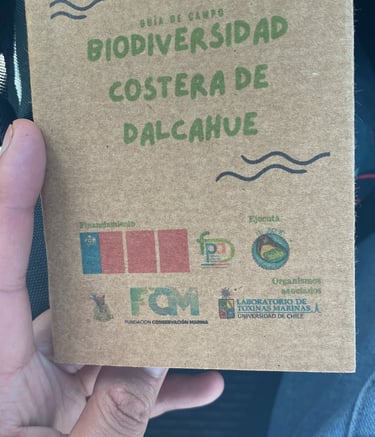 GUÍA DE CAMPO
BIODIVERSIDAD
COSTERA DE
DALCAHUE
Financiamiento
Ejecuta
fpa
Organismos
asociados
FCM
FUNDACIÓN CONSERVACIÓN MARINA
LABORATORIO DE
TOXINAS MARINAS
UNIVERSIDAD DE CHILE